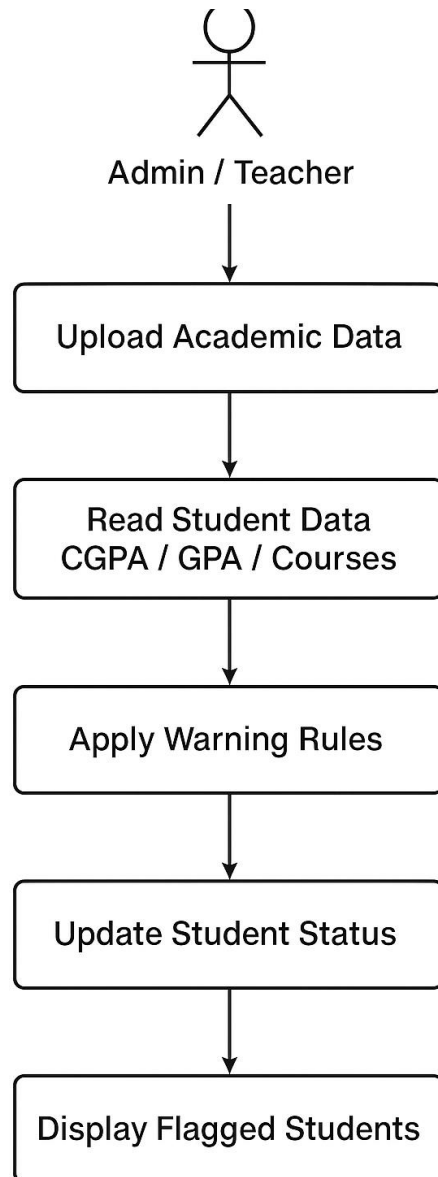 Admin / Teacher
Upload Academic Data
Read Student Data
CGPA / GPA / Courses
Apply Warning Rules
Update Student Status
Display Flagged Students